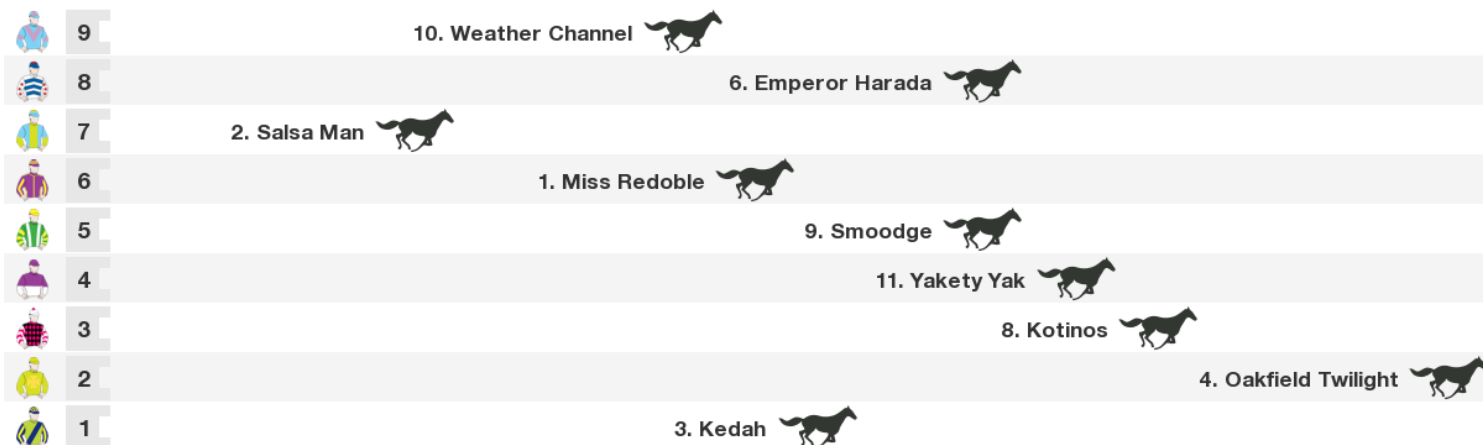 9 10. Weather Channel
8 6. Emperor Harada
7 2. Salsa Man
6 1. Miss Redoble
5 9. Smoodge
4 11. Yakety Yak
3 8. Kotinos
2 4. Oakfield Twilight
1 3. Kedah